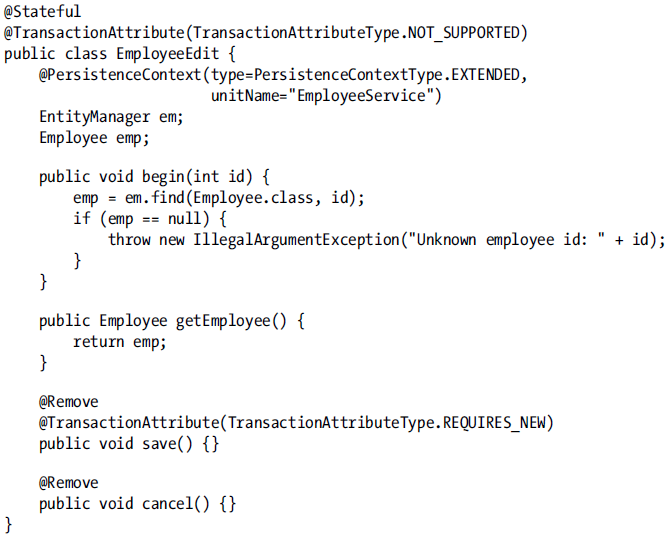 @Stateful
@TransactionAttribute(TransactionAttributeType.NOT_SUPPORTED)
public class EmployeeEdit {
    @PersistenceContext(type=PersistenceContextType.EXTENDED,
                        unitName="EmployeeService")
    EntityManager em;
    Employee emp;

    public void begin(int id) {
        emp = em.find(Employee.class, id);
        if (emp == null) {
            throw new IllegalArgumentException("Unknown employee id: " + id);
        }
    }

    public Employee getEmployee() {
        return emp;
    }

    @Remove
    @TransactionAttribute(TransactionAttributeType.REQUIRES_NEW)
    public void save() {}

    @Remove
    public void cancel() {}
}